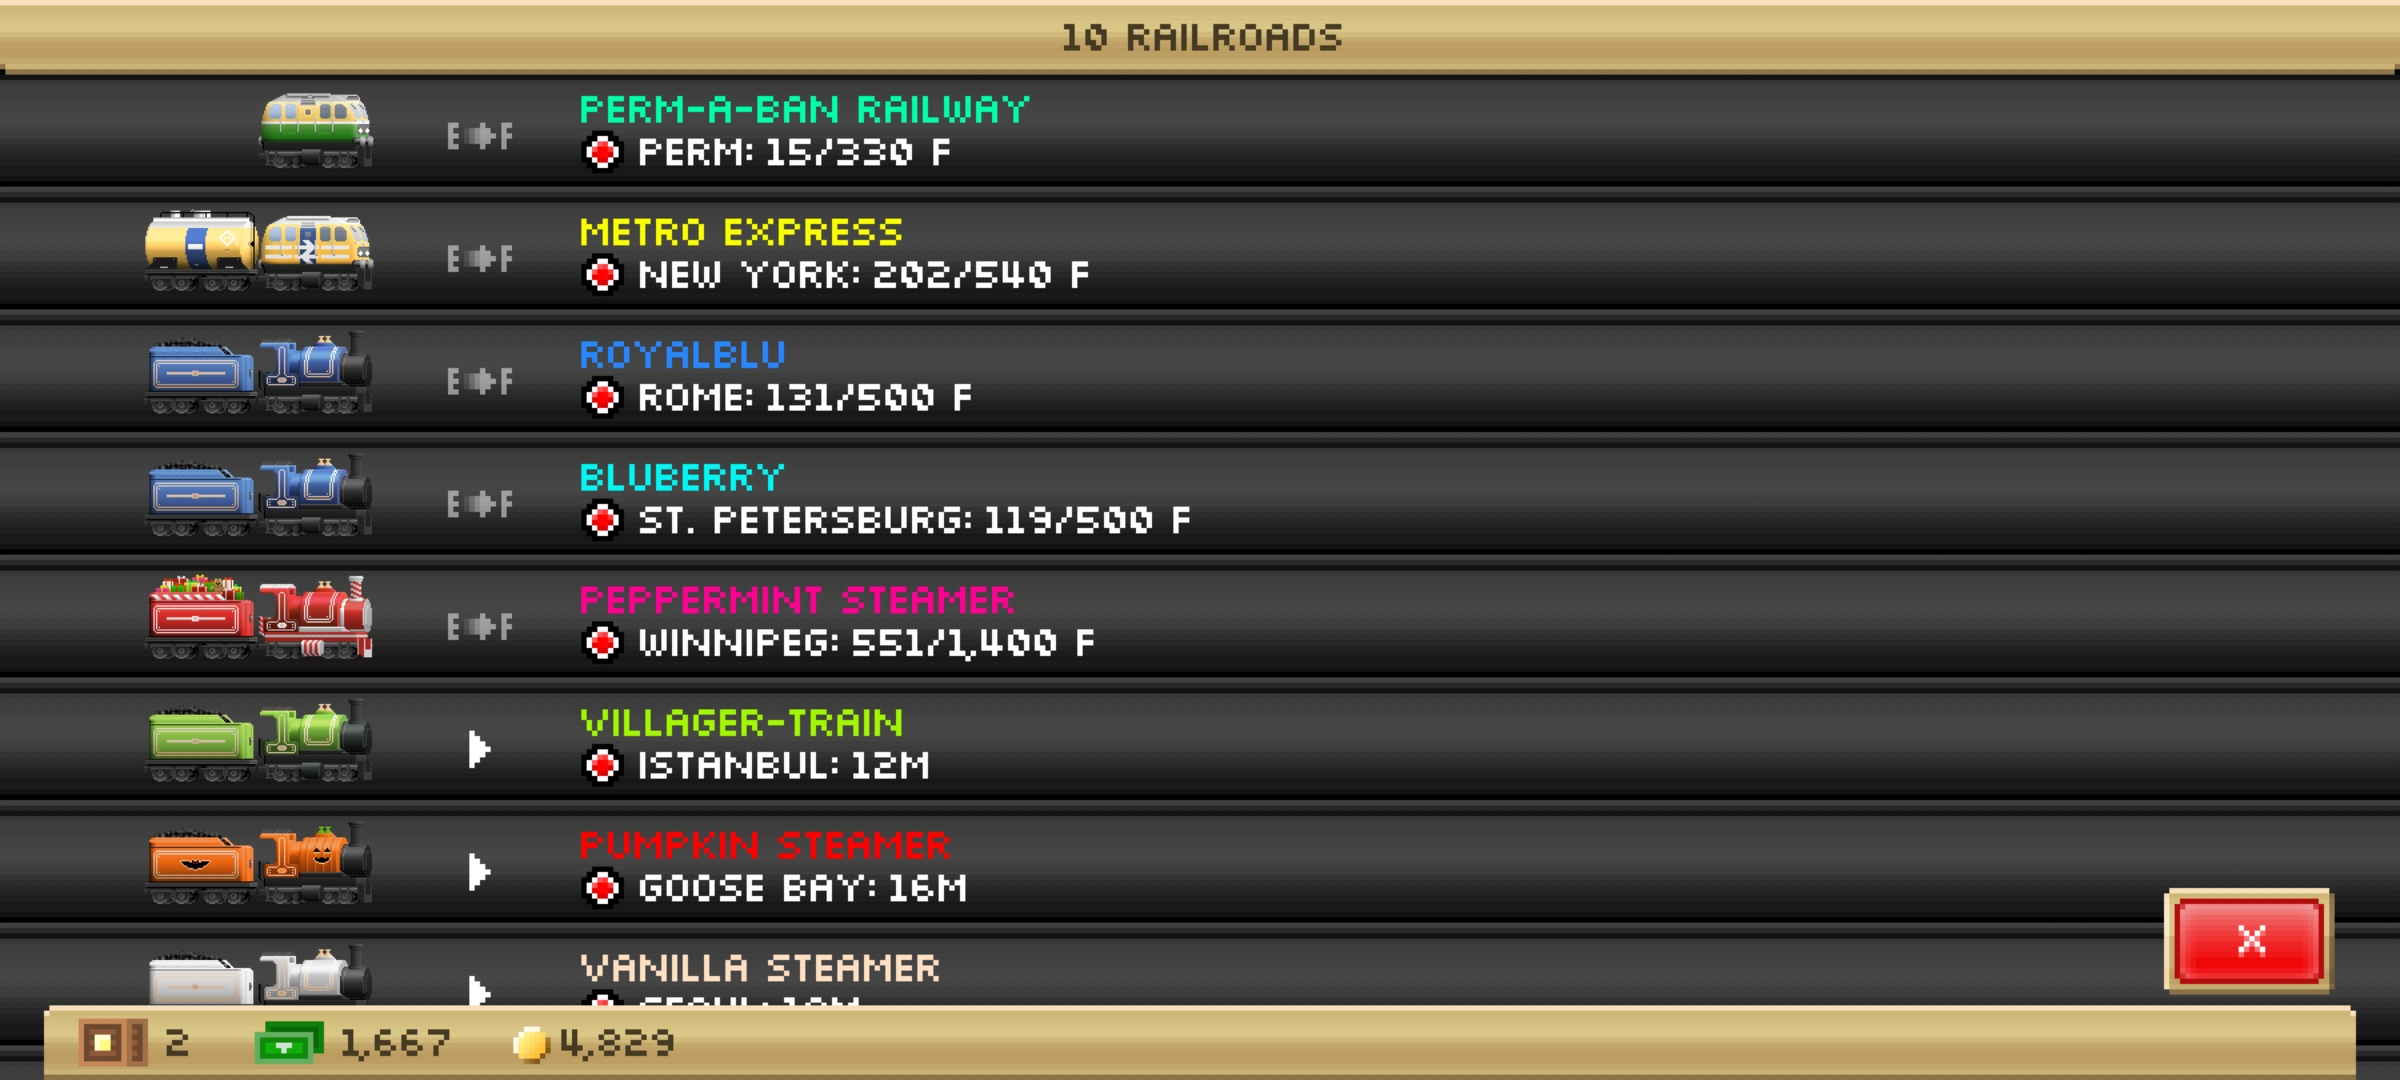 10 RAILROADS
PERM-A-BAN RAILWAY
E F PERM: 15/330 F
METRO EXPRESS
E F NEW YORK: 202/540 F
ROYALBLU
E F ROME: 131/500 F
BLUBERRY
E F ST. PETERSBURG: 119/500 F
PEPPERMINT STEAMER
E F WINNIPEG: 551/1,400 F
VILLAGER-TRAIN
ISTANBUL: 12M
PUMPKIN STEAMER
GOOSE BAY: 16M
VANILLA STEAMER
X
2 1,667 4,829